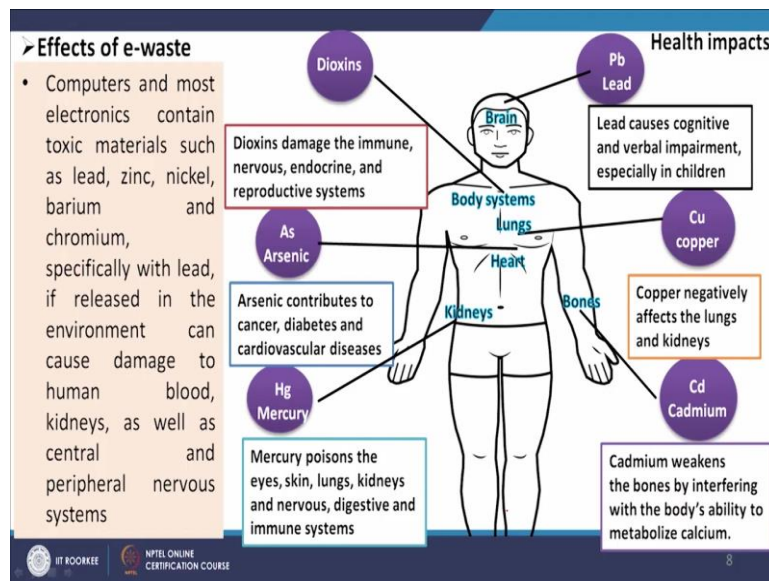 ➢Effects of e-waste
• Computers and most
electronics contain
toxic materials such
as lead, zinc, nickel,
barium and
chromium,
specifically with lead,
if released in the
environment can
cause damage to
human blood,
kidneys, as well as
central and
peripheral nervous
systems
Health impacts
Dioxins
Dioxins damage the immune,
nervous, endocrine, and
reproductive systems
As
Arsenic
Arsenic contributes to
cancer, diabetes and
cardiovascular diseases
Hg
Mercury
Mercury poisons the
eyes, skin, lungs, kidneys
and nervous, digestive and
immune systems
Brain
Body systems
Lungs
Heart
Kidneys
Bones
Pb
Lead
Lead causes cognitive
and verbal impairment,
especially in children
Cu
copper
Copper negatively
affects the lungs
and kidneys
Cd
Cadmium
Cadmium weakens
the bones by interfering
with the body's ability to
metabolize calcium.
IIT ROORKEE
NPTEL ONLINE
CERTIFICATION COURSE
8